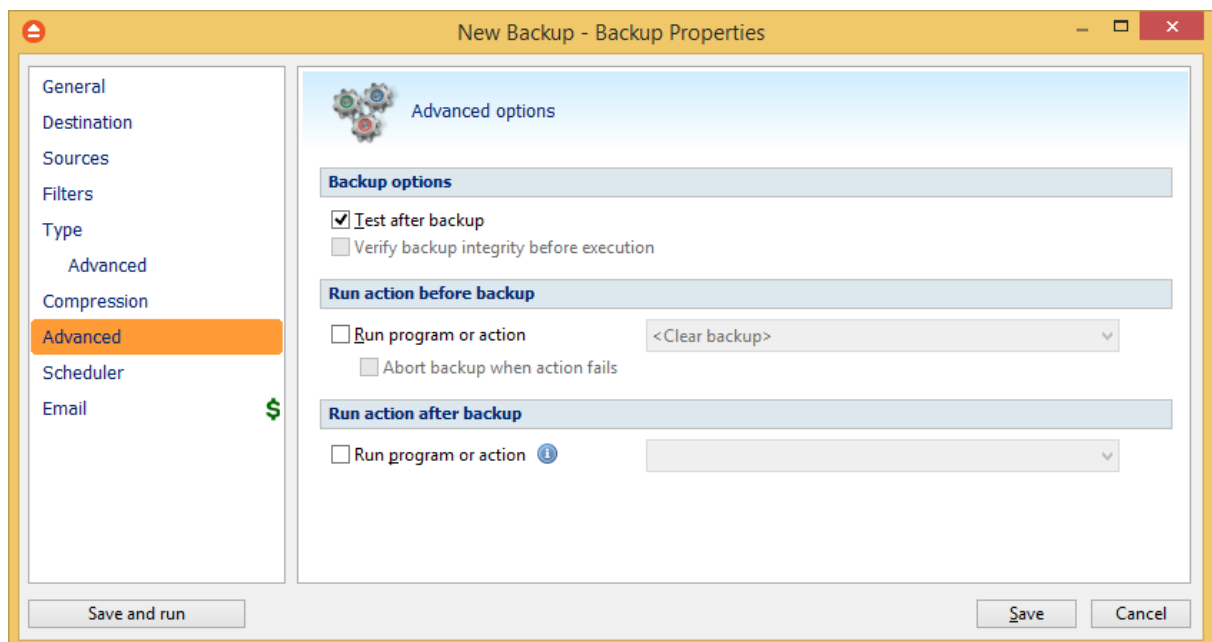 New Backup - Backup Properties
General
Destination
Sources
Filters
Type
Advanced
Compression
Advanced
Scheduler
Email $
Advanced options
Backup options
Test after backup
Verify backup integrity before execution
Run action before backup
Run program or action <Clear backup>
Abort backup when action fails
Run action after backup
Run program or action
Save and run Save Cancel